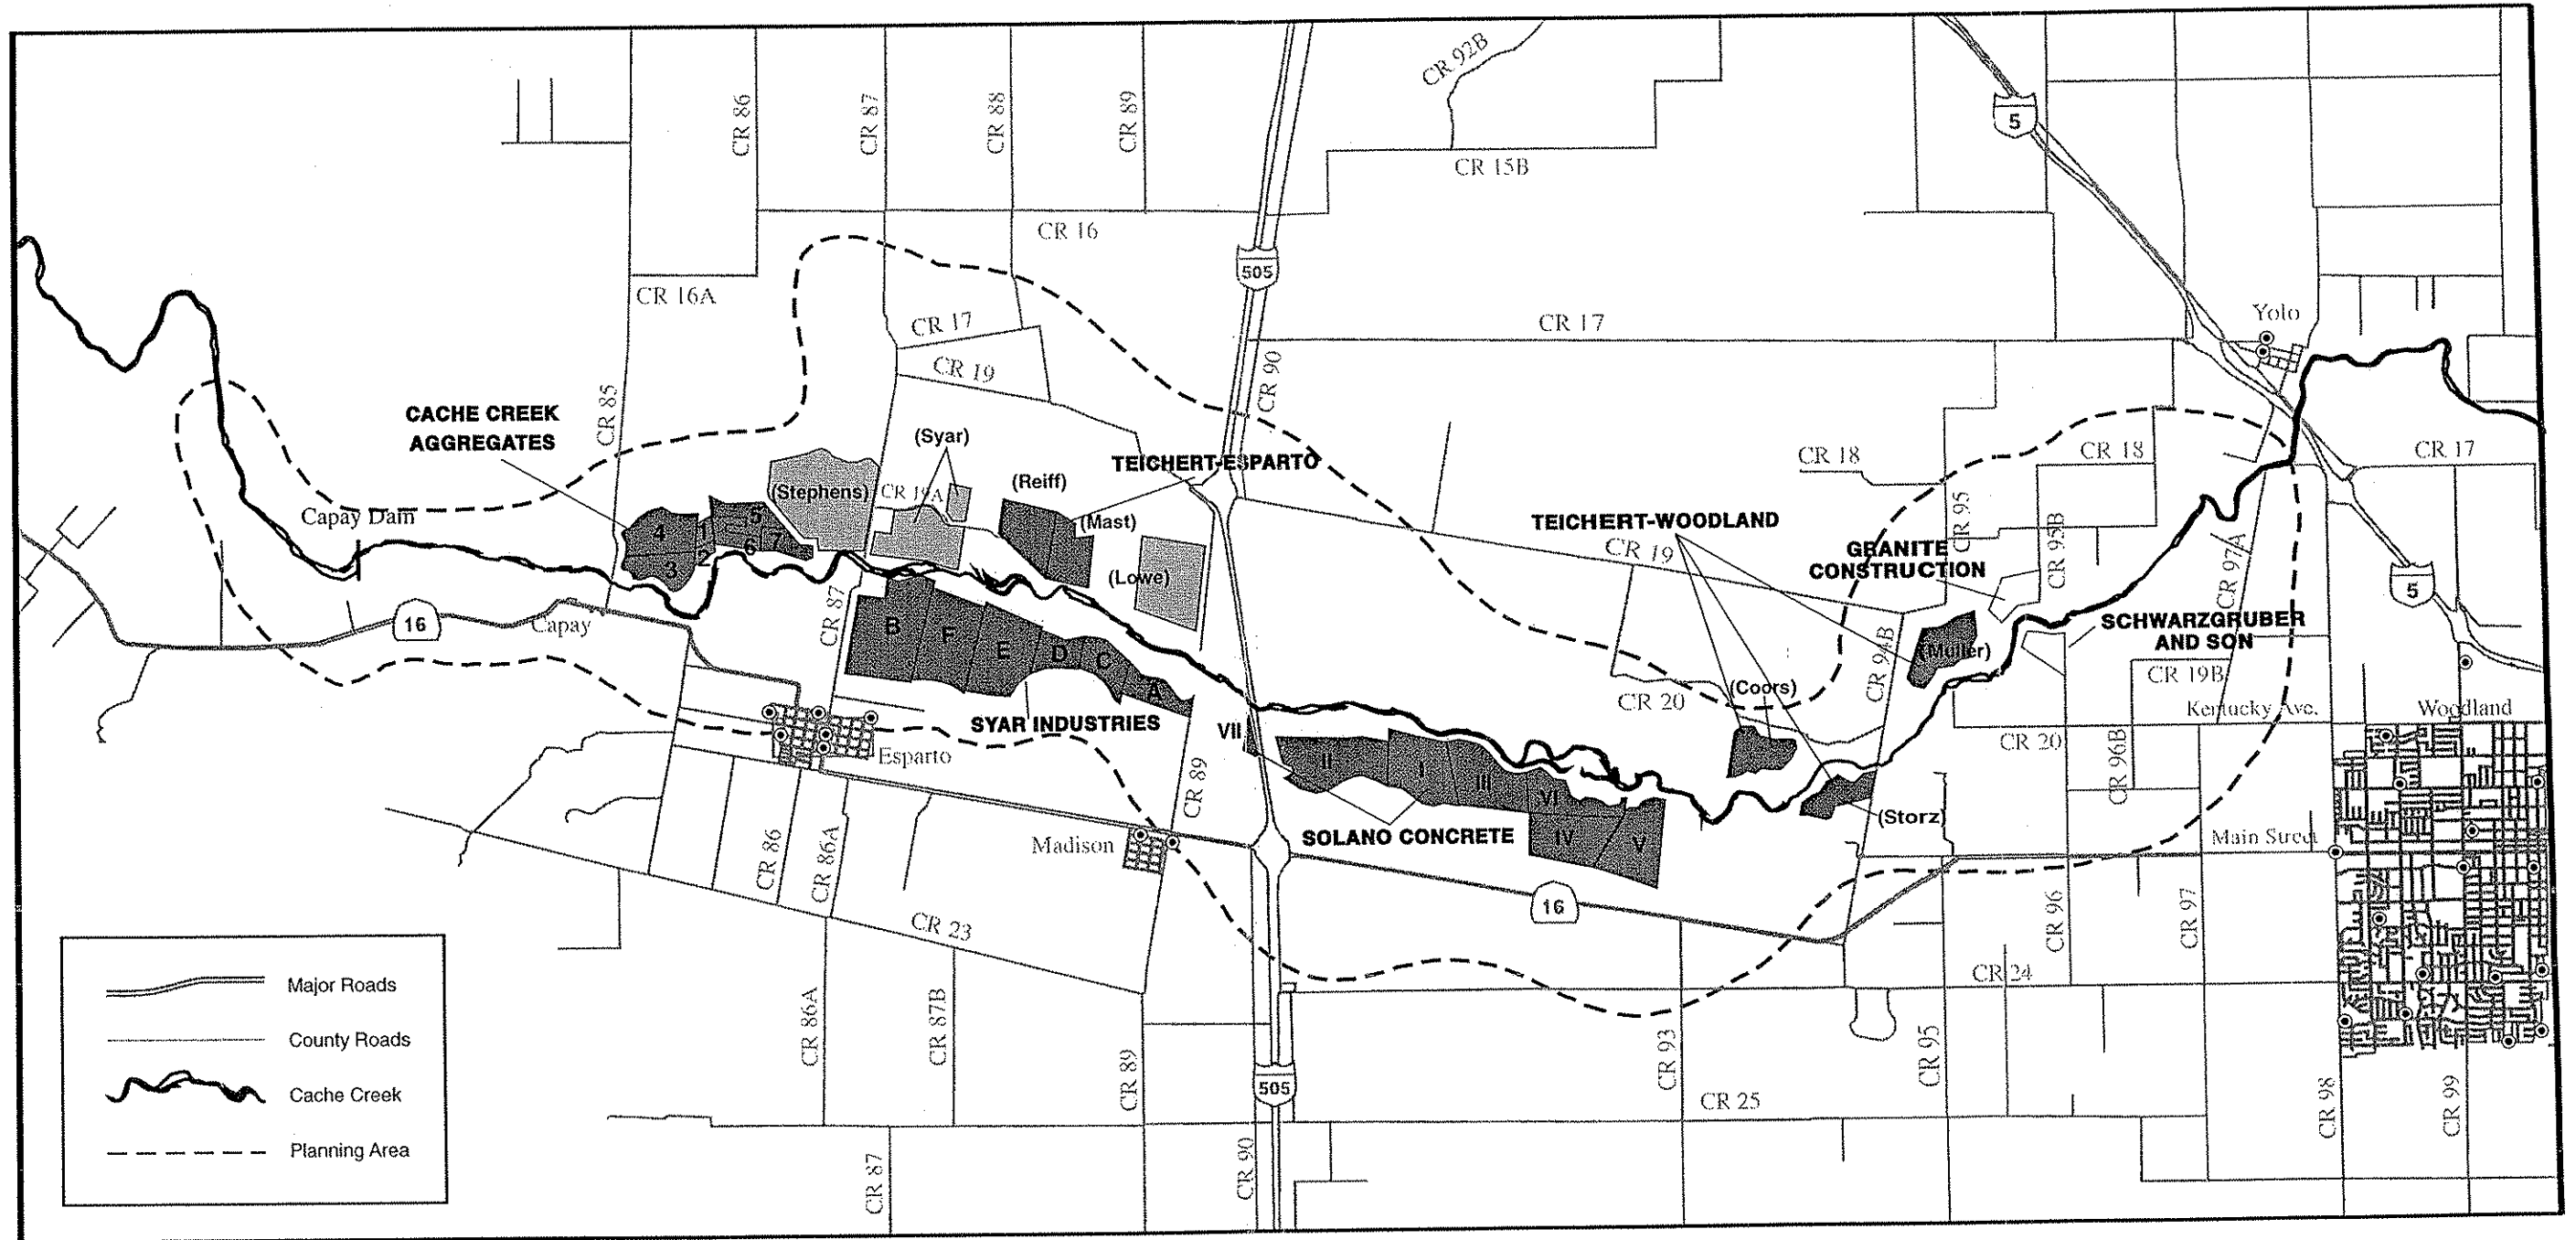 CR 92B
5
CR 86
CR 87
CR 88
CR 89
CR 15B
CR 16
505
CR 16A
CR 17
CR 17
Yolo
CR 19
CR 90
CR 85
CACHE CREEK
AGGREGATES
(Syar)
TEICHERT-ESPARTO
CR 18
CR 18
CR 17
(Stephens)
CR 19A
(Reiff)
(Mast)
CR 95
Capay Dam
4
1
5
2
6
7
3
TEICHERT-WOODLAND
CR 19
GRANITE
CONSTRUCTION
CR 95B
CR 97A
(Lowe)
5
16
Capay
CR 87
B
F
E
D
C
A
SCHWARZGRUBER
AND SON
(Muller)
CR 94B
CR 19B
CR 20
(Coors)
Kentucky Ave.
Woodland
SYAR INDUSTRIES
VII
Esparto
CR 89
II
I
III
VI
IV
V
CR 20
CR 96B
SOLANO CONCRETE
(Storz)
Main Street
Madison
CR 86
CR 86A
16
CR 23
CR 96
CR 97
CR 24
Major Roads
County Roads
Cache Creek
Planning Area
CR 86A
CR 87B
CR 89
505
CR 93
CR 95
CR 25
CR 98
CR 99
CR 87
CR 90